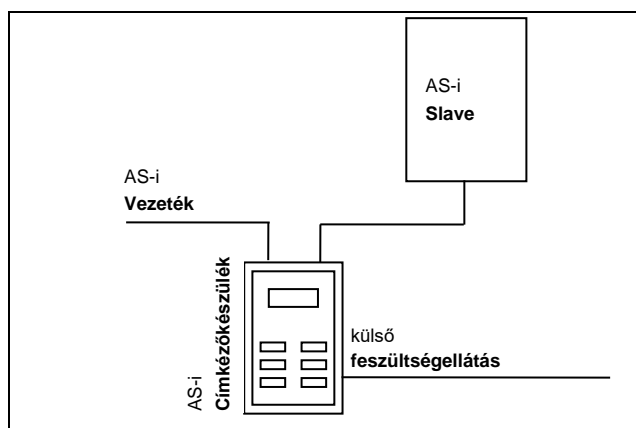 AS-i
Slave
AS-i
Vezeték
AS-i
Címkézőkészülék
külső
feszültségellátás